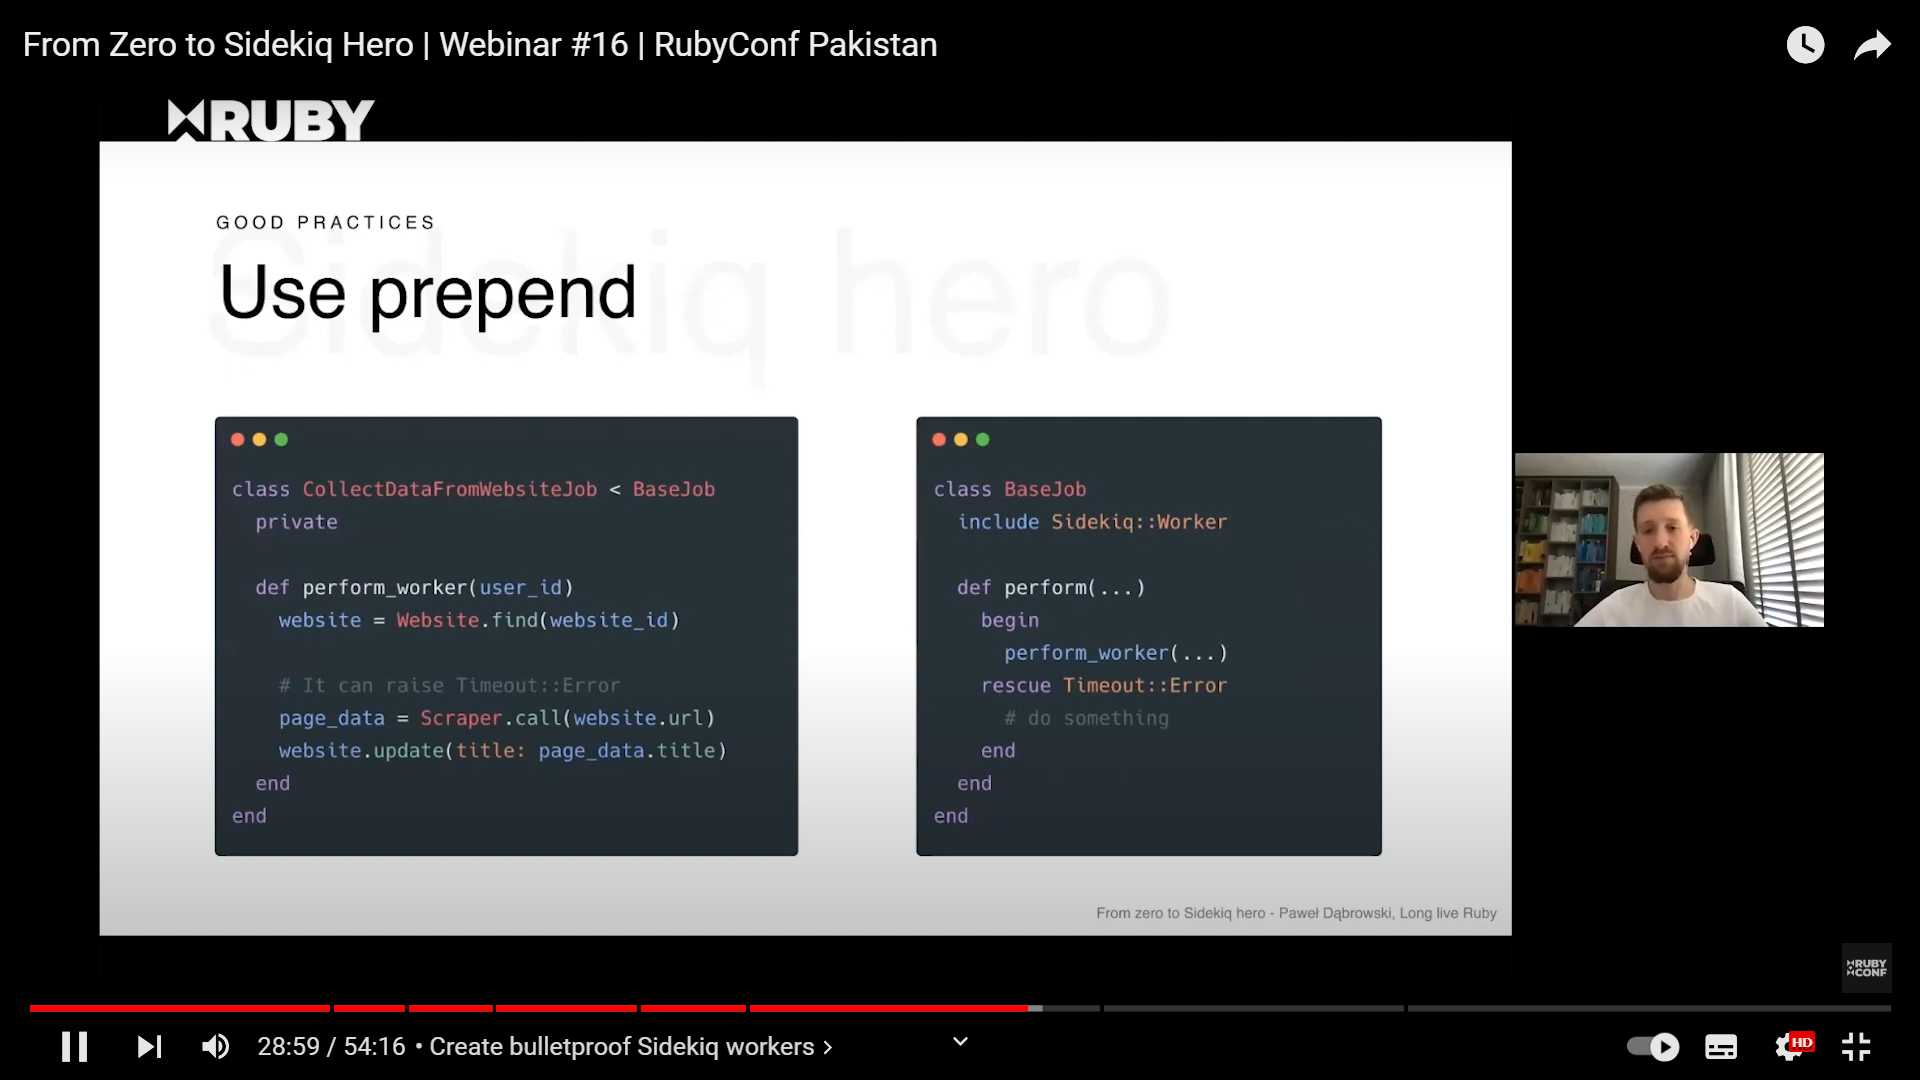 From Zero to Sidekiq Hero | Webinar #16 | RubyConf Pakistan
RUBY
GOOD PRACTICES
Sidekiq hero
Use prepend
class CollectDataFromWebsiteJob < BaseJob
  private

  def perform_worker(user_id)
    website = Website.find(website_id)

    # It can raise Timeout::Error
    page_data = Scraper.call(website.url)
    website.update(title: page_data.title)
  end
end
class BaseJob
  include Sidekiq::Worker

  def perform(...)
    begin
      perform_worker(...)
    rescue Timeout::Error
      # do something
    end
  end
end
From zero to Sidekiq hero - Paweł Dąbrowski, Long live Ruby
RUBY
CONF
28:59 / 54:16 • Create bulletproof Sidekiq workers
HD